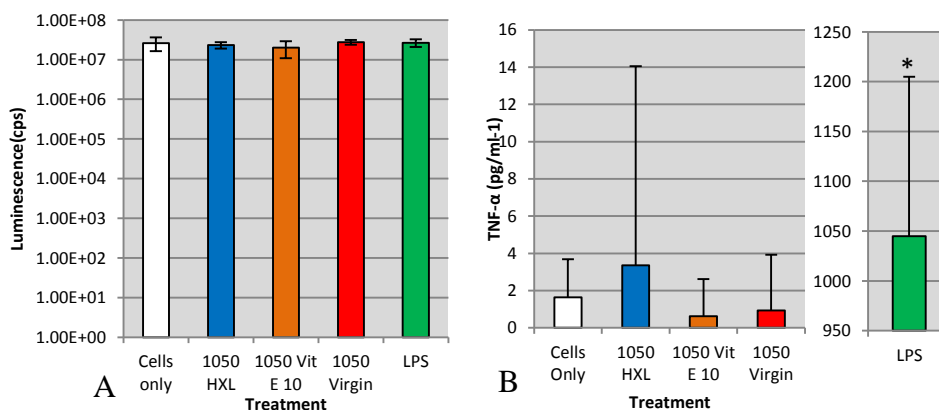 Luminescence(cps)
1.00E+08
1.00E+07
1.00E+06
1.00E+05
1.00E+04
1.00E+03
1.00E+02
1.00E+01
1.00E+00
Cells only
1050 HXL
1050 Vit E 10
1050 Virgin
LPS
Treatment
A
TNF-α (pg/ml-1)
16
14
12
10
8
6
4
2
0
Cells Only
1050 HXL
1050 Vit E 10
1050 Virgin
Treatment
B
1250
1200
1150
1100
1050
1000
950
*
LPS